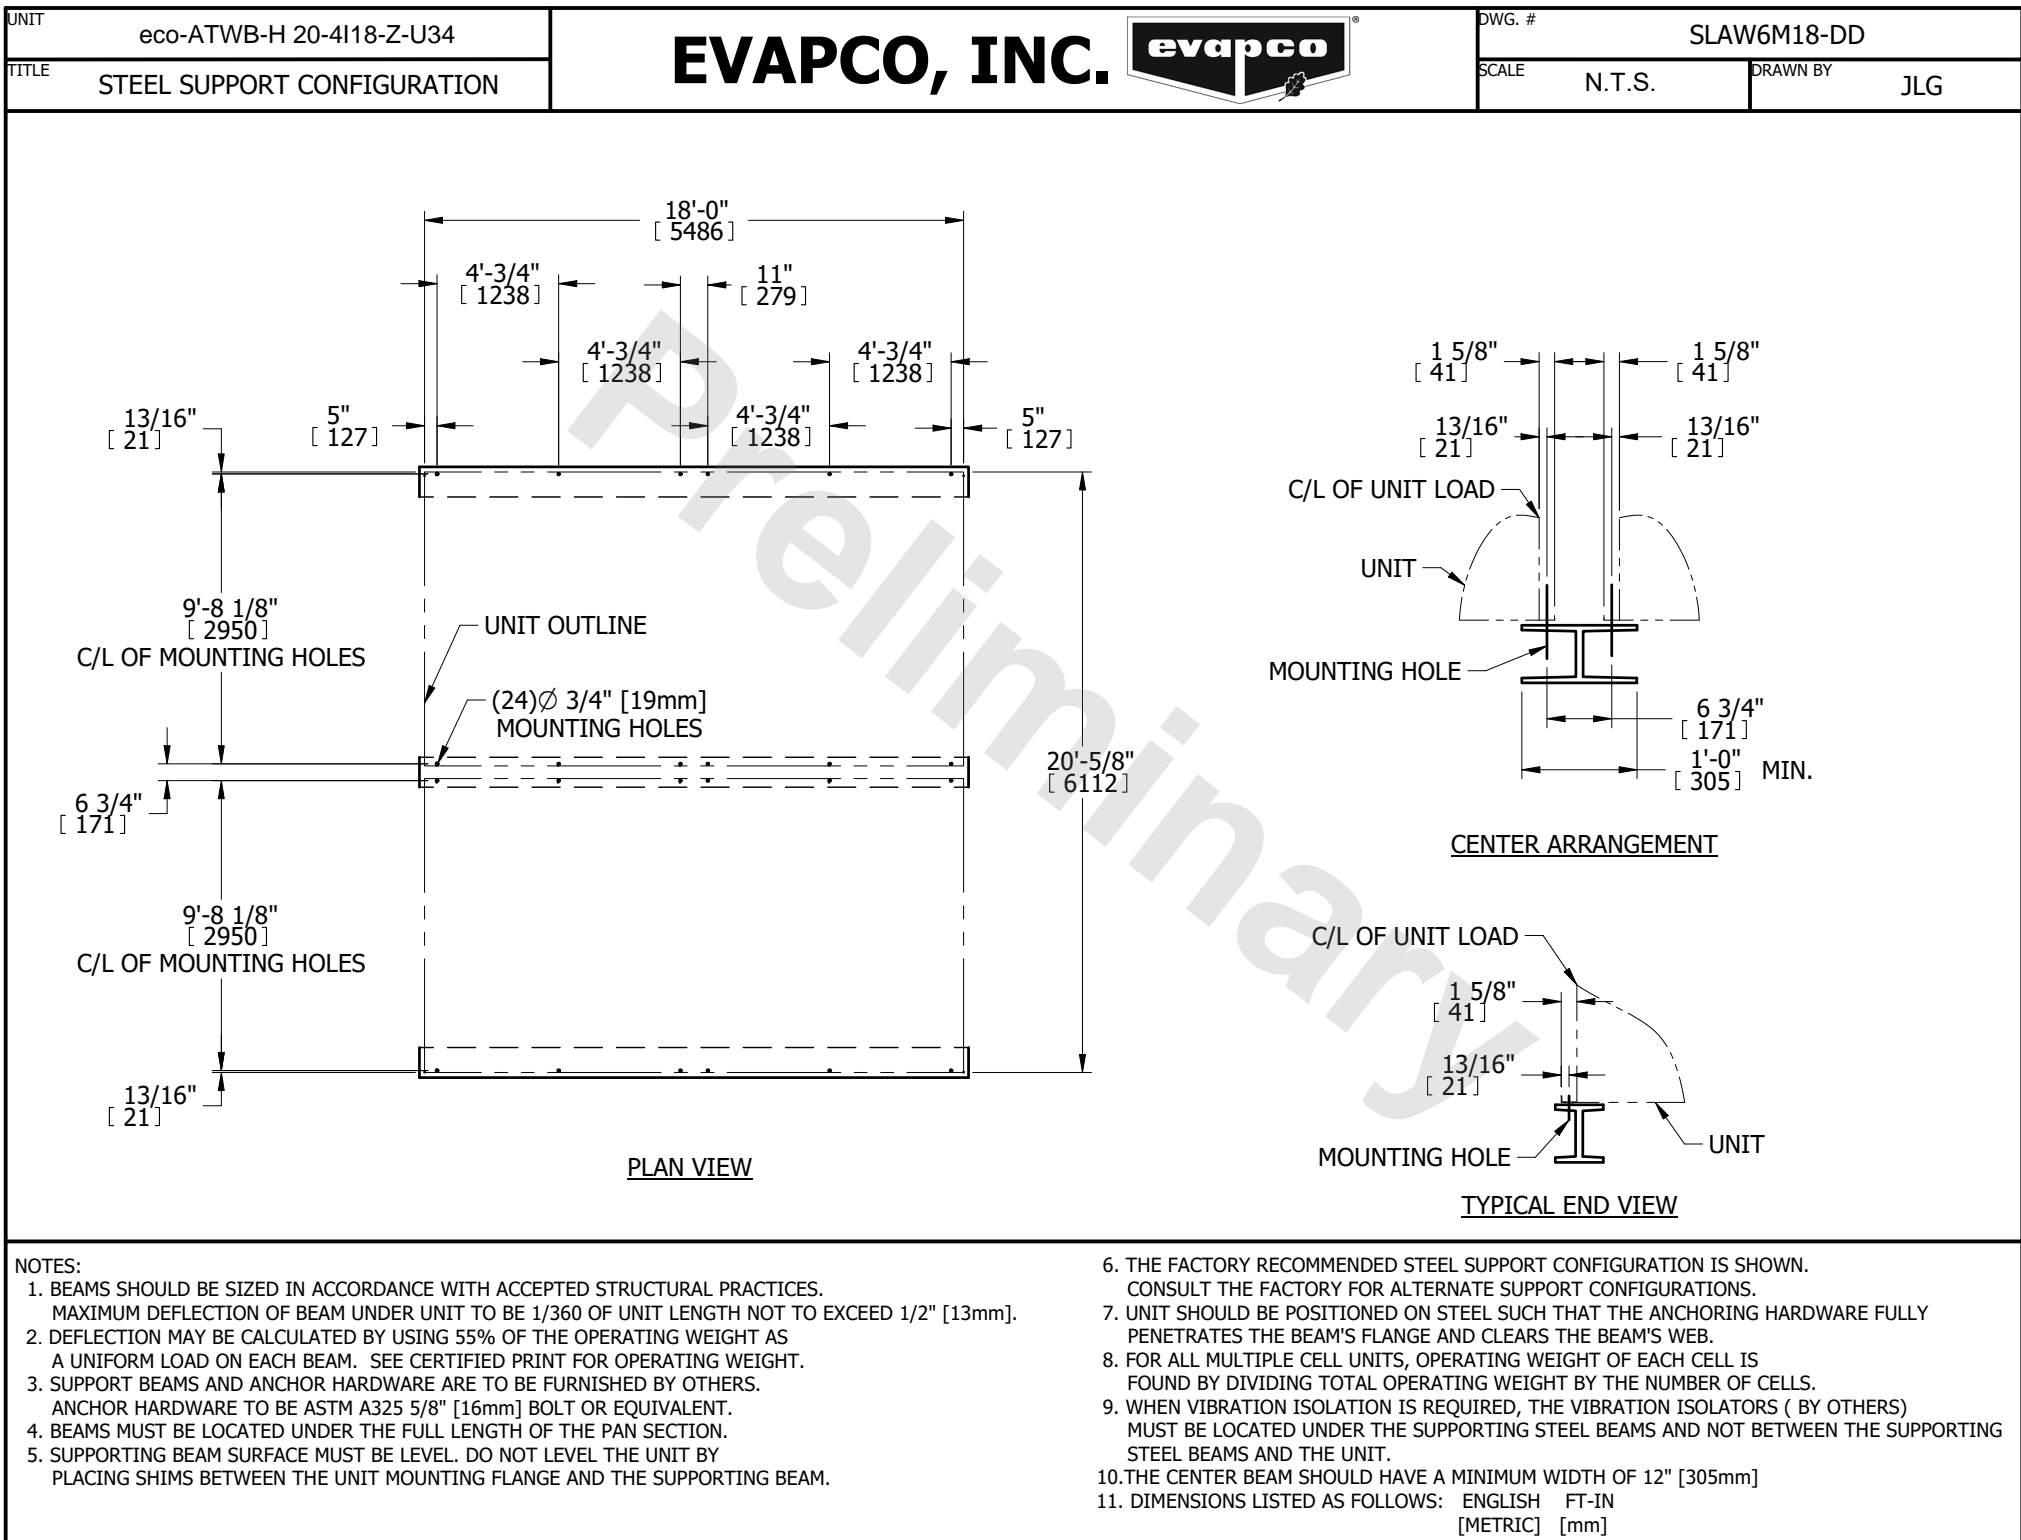 UNIT
eco-ATWB-H 20-4I18-Z-U34
TITLE
STEEL SUPPORT CONFIGURATION
EVAPCO, INC.
evapco
®
DWG. #
SLAW6M18-DD
SCALE
N.T.S.
DRAWN BY
JLG
18'-0"
[ 5486 ]
4'-3/4"
[ 1238 ]
11"
[ 279 ]
4'-3/4"
[ 1238 ]
4'-3/4"
[ 1238 ]
13/16"
[ 21 ]
5"
[ 127 ]
4'-3/4"
[ 1238 ]
5"
[ 127 ]
9'-8 1/8"
[ 2950 ]
C/L OF MOUNTING HOLES
UNIT OUTLINE
(24)∅ 3/4" [19mm]
MOUNTING HOLES
20'-5/8"
[ 6112 ]
6 3/4"
[ 171 ]
9'-8 1/8"
[ 2950 ]
C/L OF MOUNTING HOLES
13/16"
[ 21 ]
PLAN VIEW
Preliminary
1 5/8"
[ 41 ]
1 5/8"
[ 41 ]
13/16"
[ 21 ]
13/16"
[ 21 ]
C/L OF UNIT LOAD
UNIT
MOUNTING HOLE
6 3/4"
[ 171 ]
1'-0"
[ 305 ] MIN.
CENTER ARRANGEMENT
C/L OF UNIT LOAD
1 5/8"
[ 41 ]
13/16"
[ 21 ]
MOUNTING HOLE
UNIT
TYPICAL END VIEW
NOTES:
1. BEAMS SHOULD BE SIZED IN ACCORDANCE WITH ACCEPTED STRUCTURAL PRACTICES.
MAXIMUM DEFLECTION OF BEAM UNDER UNIT TO BE 1/360 OF UNIT LENGTH NOT TO EXCEED 1/2" [13mm].
2. DEFLECTION MAY BE CALCULATED BY USING 55% OF THE OPERATING WEIGHT AS
A UNIFORM LOAD ON EACH BEAM. SEE CERTIFIED PRINT FOR OPERATING WEIGHT.
3. SUPPORT BEAMS AND ANCHOR HARDWARE ARE TO BE FURNISHED BY OTHERS.
ANCHOR HARDWARE TO BE ASTM A325 5/8" [16mm] BOLT OR EQUIVALENT.
4. BEAMS MUST BE LOCATED UNDER THE FULL LENGTH OF THE PAN SECTION.
5. SUPPORTING BEAM SURFACE MUST BE LEVEL. DO NOT LEVEL THE UNIT BY
PLACING SHIMS BETWEEN THE UNIT MOUNTING FLANGE AND THE SUPPORTING BEAM.
6. THE FACTORY RECOMMENDED STEEL SUPPORT CONFIGURATION IS SHOWN.
CONSULT THE FACTORY FOR ALTERNATE SUPPORT CONFIGURATIONS.
7. UNIT SHOULD BE POSITIONED ON STEEL SUCH THAT THE ANCHORING HARDWARE FULLY
PENETRATES THE BEAM'S FLANGE AND CLEARS THE BEAM'S WEB.
8. FOR ALL MULTIPLE CELL UNITS, OPERATING WEIGHT OF EACH CELL IS
FOUND BY DIVIDING TOTAL OPERATING WEIGHT BY THE NUMBER OF CELLS.
9. WHEN VIBRATION ISOLATION IS REQUIRED, THE VIBRATION ISOLATORS ( BY OTHERS)
MUST BE LOCATED UNDER THE SUPPORTING STEEL BEAMS AND NOT BETWEEN THE SUPPORTING
STEEL BEAMS AND THE UNIT.
10.THE CENTER BEAM SHOULD HAVE A MINIMUM WIDTH OF 12" [305mm]
11. DIMENSIONS LISTED AS FOLLOWS: ENGLISH FT-IN
[METRIC] [mm]